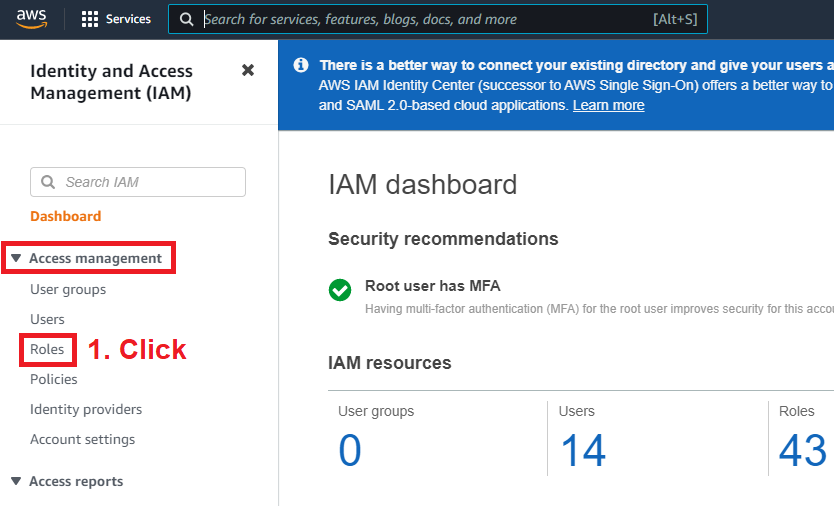 aws
Services
Search for services, features, blogs, docs, and more
[Alt+S]
Identity and Access
Management (IAM)
Search IAM
Dashboard
Access management
User groups
Users
Roles
1. Click
Policies
Identity providers
Account settings
Access reports
There is a better way to connect your existing directory and give your users a
AWS IAM Identity Center (successor to AWS Single Sign-On) offers a better way to
and SAML 2.0-based cloud applications. Learn more
IAM dashboard
Security recommendations
Root user has MFA
Having multi-factor authentication (MFA) for the root user improves security for this
IAM resources
User groups
0
Users
14
Roles
43